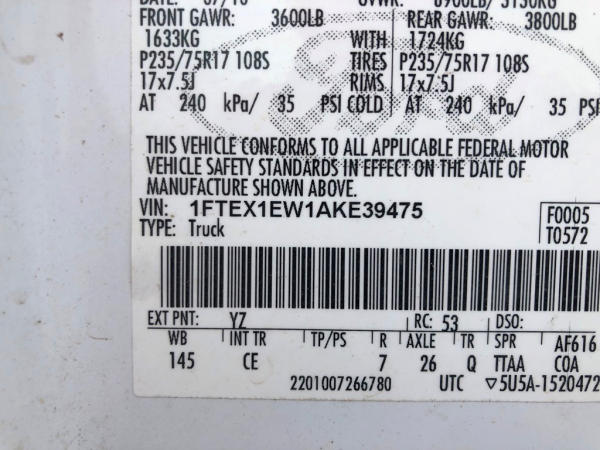 FRONT GAWR: 3600LB REAR GAWR: 3800LB
1633KG WITH 1724KG
P235/75R17 108S TIRES P235/75R17 108S
17x7.5J RIMS 17x7.5J
AT 240 kPa/ 35 PSI COLD AT 240 kPa/ 35 PSI
THIS VEHICLE CONFORMS TO ALL APPLICABLE FEDERAL MOTOR
VEHICLE SAFETY STANDARDS IN EFFECT ON THE DATE OF
MANUFACTURE SHOWN ABOVE.
VIN: 1FTEX1EW1AKE39475 F0005
TYPE: Truck T0572
EXT PNT: YZ RC: 53 DSO:
WB INT TR TP/PS R AXLE TR SPR AF616
145 CE 7 26 Q TTAA COA
2201007266780 UTC ▽5U5A-1520472